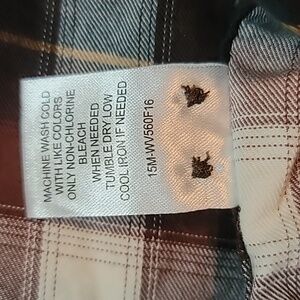 MACHINE WASH COLD
WITH LIKE COLORS
ONLY NON-CHLORINE
BLEACH
WHEN NEEDED
TUMBLE DRY LOW
COOL IRON IF NEEDED
15M-WV560F16